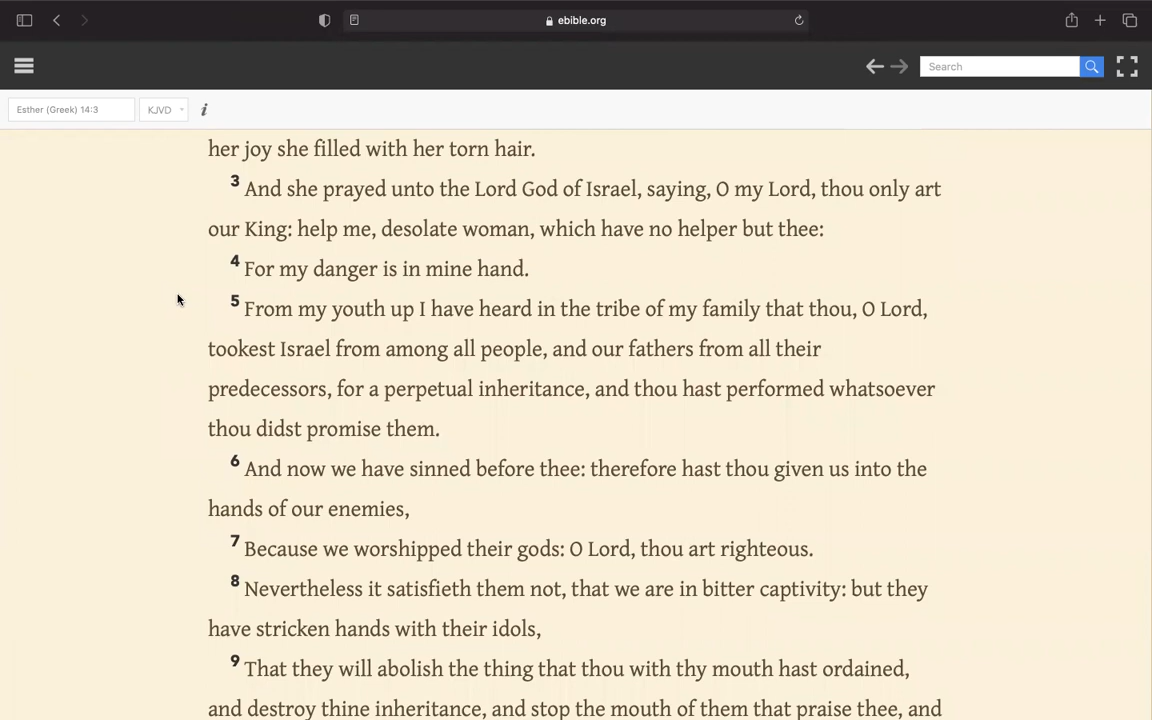 ebible.org
Search
Esther (Greek) 14:3
KJVD
i
her joy she filled with her torn hair.
3 And she prayed unto the Lord God of Israel, saying, O my Lord, thou only art
our King: help me, desolate woman, which have no helper but thee:
4 For my danger is in mine hand.
5 From my youth up I have heard in the tribe of my family that thou, O Lord,
tookest Israel from among all people, and our fathers from all their
predecessors, for a perpetual inheritance, and thou hast performed whatsoever
thou didst promise them.
6 And now we have sinned before thee: therefore hast thou given us into the
hands of our enemies,
7 Because we worshipped their gods: O Lord, thou art righteous.
8 Nevertheless it satisfieth them not, that we are in bitter captivity: but they
have stricken hands with their idols,
9 That they will abolish the thing that thou with thy mouth hast ordained,
and destroy thine inheritance, and stop the mouth of them that praise thee, and